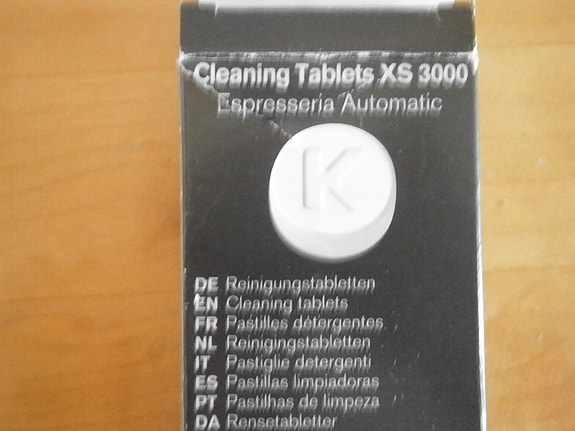 Cleaning Tablets XS 3000
Espresseria Automatic
K
DE Reinigungstabletten
EN Cleaning tablets
FR Pastilles détergentes
NL Reinigingstabletten
IT Pastiglie detergenti
ES Pastillas limpiadoras
PT Pastilhas de limpeza
DA Rensetabletter